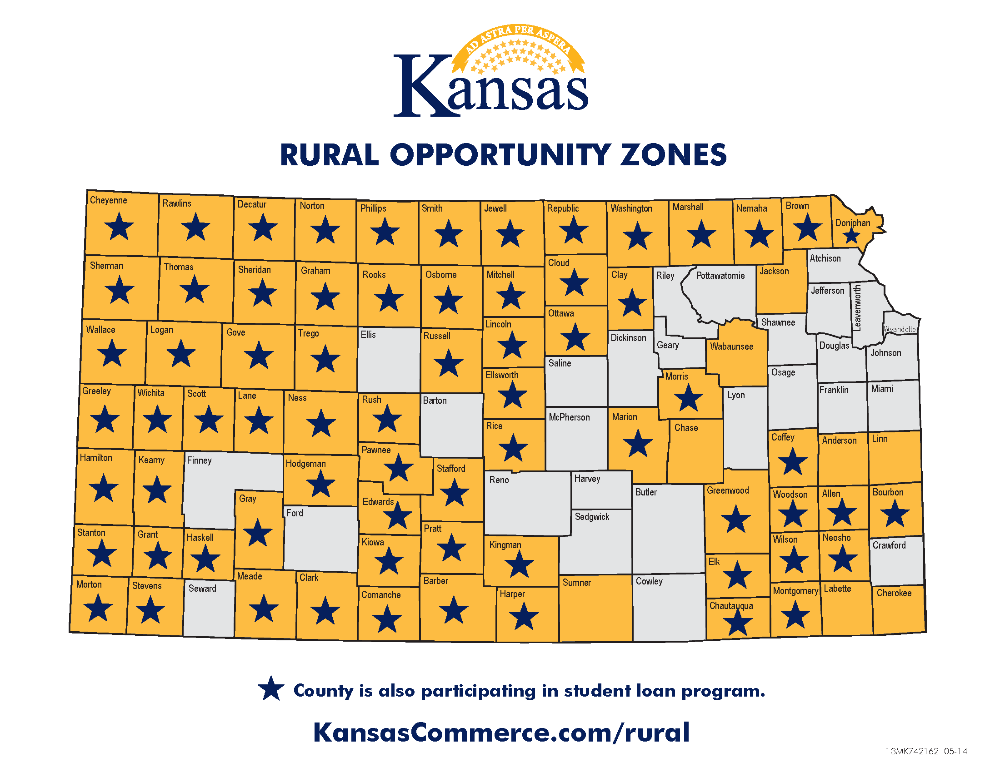 AD ASTRA PER ASPERA
Kansas
RURAL OPPORTUNITY ZONES
Cheyenne
Rawlins
Decatur
Norton
Phillips
Smith
Jewell
Republic
Washington
Marshall
Nemaha
Brown
Doniphan
Sherman
Thomas
Sheridan
Graham
Rooks
Osborne
Mitchell
Cloud
Clay
Riley
Pottawatomie
Jackson
Atchison
Jefferson
Leavenworth
Wyandotte
Wallace
Logan
Gove
Trego
Ellis
Russell
Lincoln
Ottawa
Dickinson
Geary
Wabaunsee
Shawnee
Douglas
Johnson
Ellsworth
Saline
Morris
Osage
Greeley
Wichita
Scott
Lane
Ness
Rush
Barton
Rice
McPherson
Marion
Chase
Lyon
Franklin
Miami
Hamilton
Kearny
Finney
Hodgeman
Pawnee
Stafford
Coffey
Anderson
Linn
Gray
Ford
Edwards
Reno
Harvey
Butler
Greenwood
Woodson
Allen
Bourbon
Stanton
Grant
Haskell
Kiowa
Pratt
Kingman
Sedgwick
Elk
Wilson
Neosho
Crawford
Morton
Stevens
Seward
Meade
Clark
Comanche
Barber
Harper
Sumner
Cowley
Chautauqua
Montgomery
Labette
Cherokee
County is also participating in student loan program.
KansasCommerce.com/rural
13MK742162 05-14